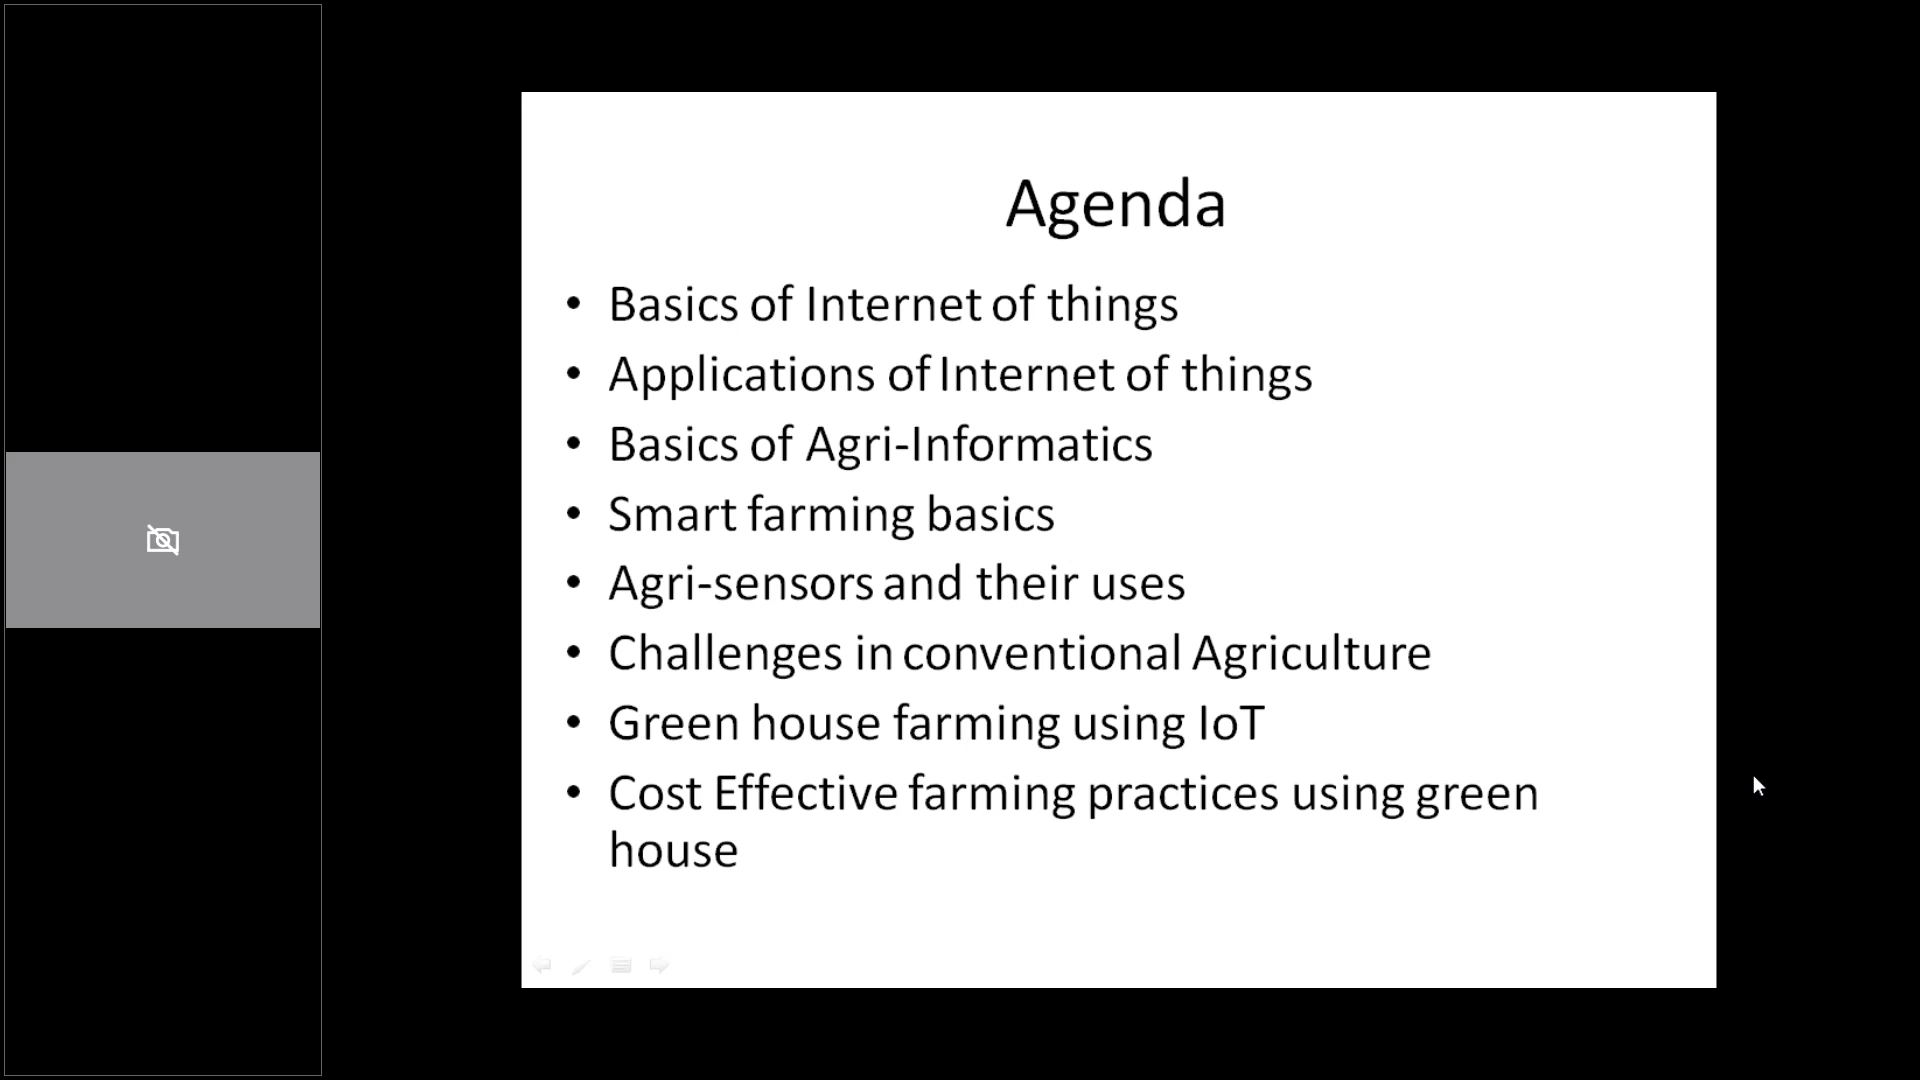 Agenda
• Basics of Internet of things
• Applications of Internet of things
• Basics of Agri-Informatics
• Smart farming basics
• Agri-sensors and their uses
• Challenges in conventional Agriculture
• Green house farming using IoT
• Cost Effective farming practices using green
house